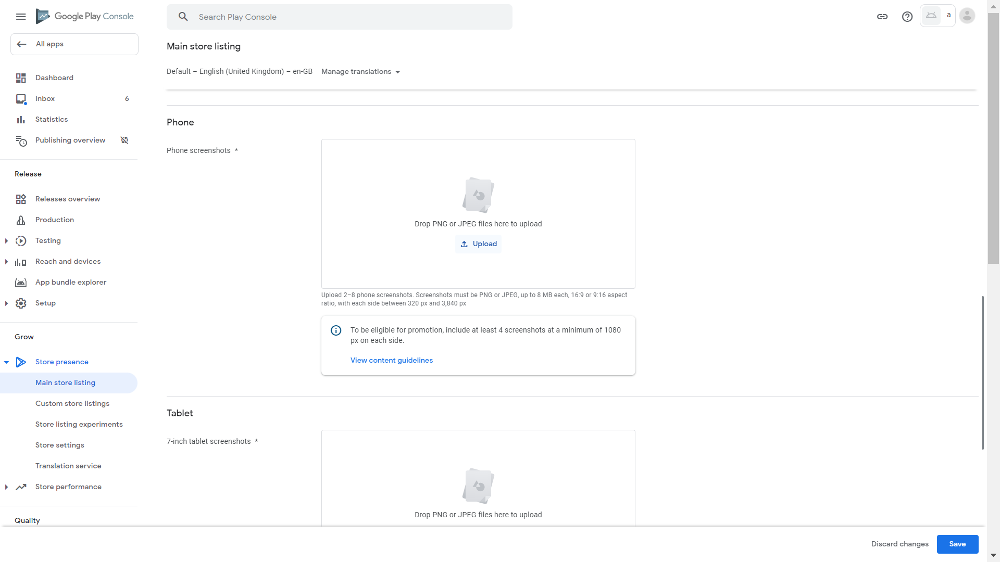 Google Play Console
Search Play Console
a
All apps
Dashboard
Inbox 6
Statistics
Publishing overview
Release
Releases overview
Production
Testing
Reach and devices
App bundle explorer
Setup
Grow
Store presence
Main store listing
Custom store listings
Store listing experiments
Store settings
Translation service
Store performance
Quality
Main store listing
Default – English (United Kingdom) – en-GB Manage translations
Phone
Phone screenshots *
Drop PNG or JPEG files here to upload
Upload
Upload 2–8 phone screenshots. Screenshots must be PNG or JPEG, up to 8 MB each, 16:9 or 9:16 aspect
ratio, with each side between 320 px and 3,840 px
To be eligible for promotion, include at least 4 screenshots at a minimum of 1080
px on each side.
View content guidelines
Tablet
7-inch tablet screenshots *
Drop PNG or JPEG files here to upload
Discard changes Save